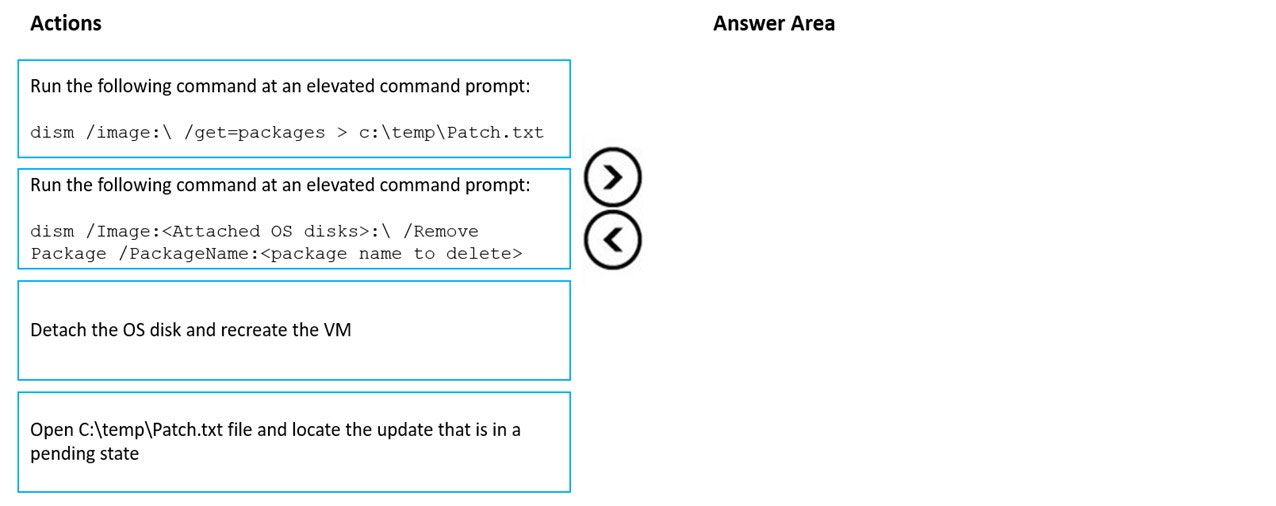 Actions
Answer Area
Run the following command at an elevated command prompt:
dism /image:\ /get=packages > c:\temp\Patch.txt
Run the following command at an elevated command prompt:
dism /Image:<Attached OS disks>:\ /Remove
Package /PackageName:<package name to delete>
Detach the OS disk and recreate the VM
Open C:\temp\Patch.txt file and locate the update that is in a
pending state